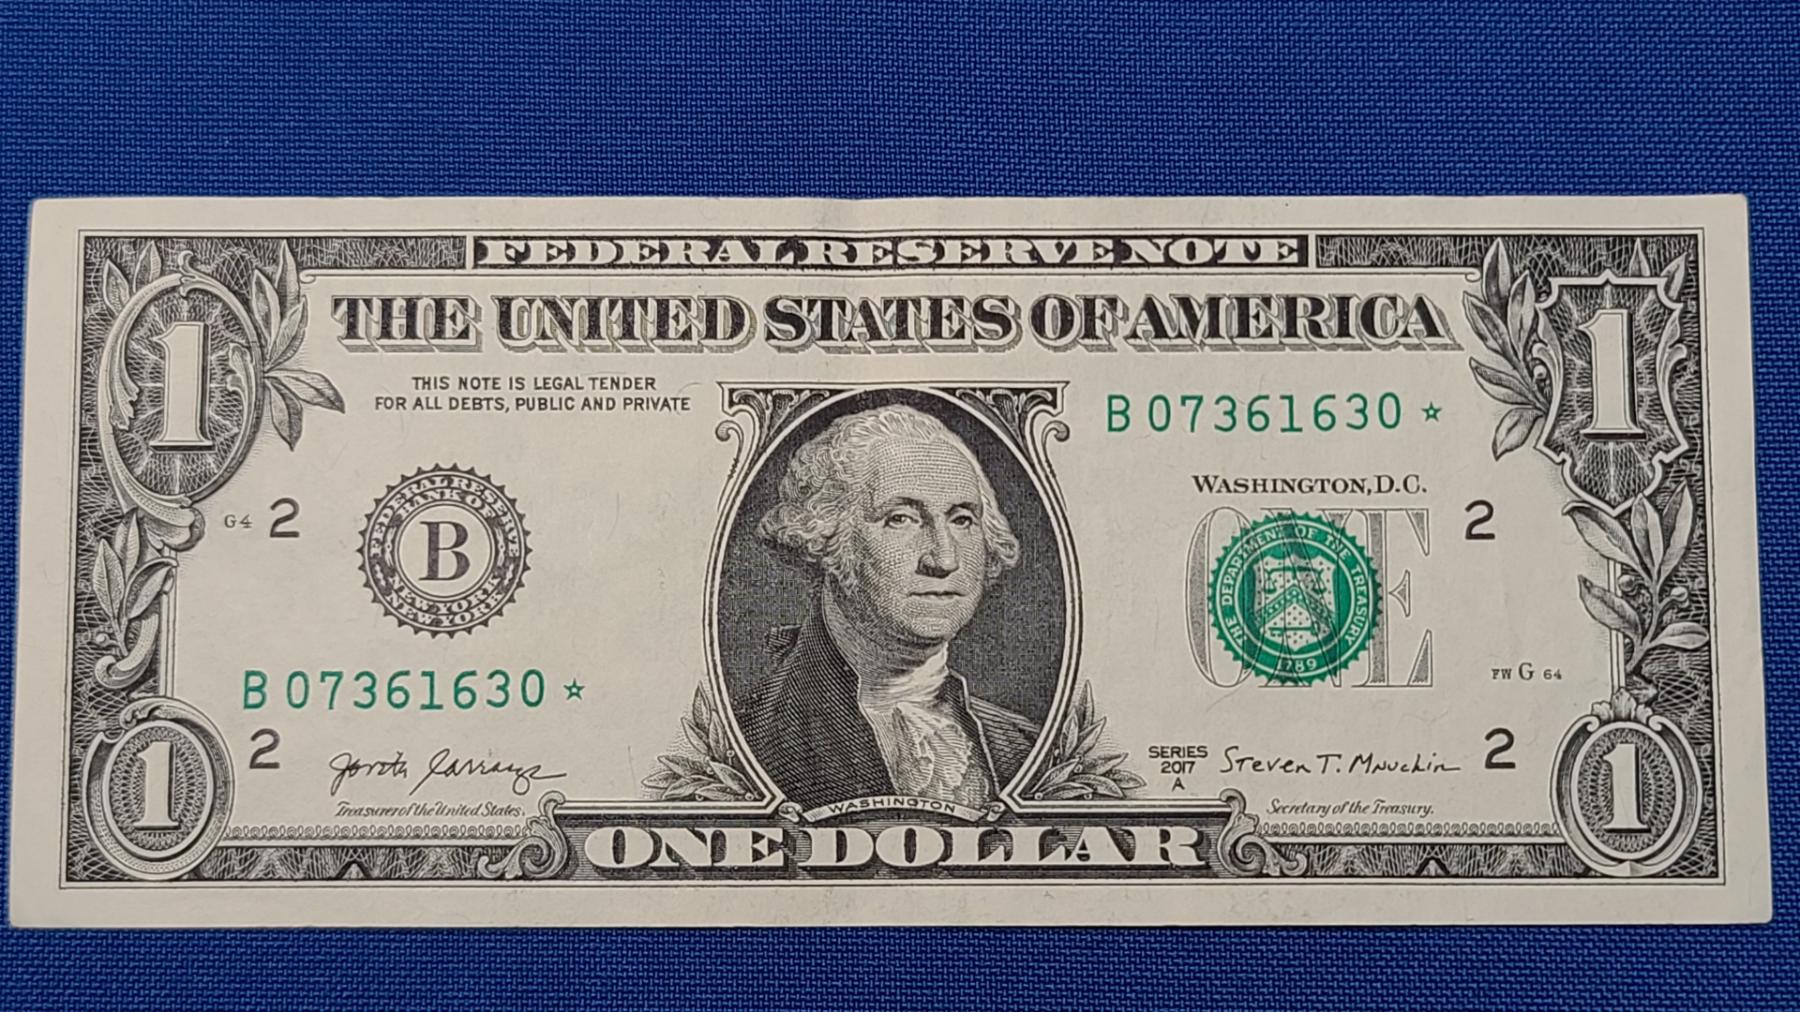 FEDERAL RESERVE NOTE
THE UNITED STATES OF AMERICA
1
1
THIS NOTE IS LEGAL TENDER
FOR ALL DEBTS, PUBLIC AND PRIVATE
B 07361630 ☆
WASHINGTON, D.C.
G4 2
FEDERAL RESERVE BANK OF NEW YORK
B
2
ONE
THE DEPARTMENT OF THE TREASURY
1789
FW G 64
B 07361630 ☆
2
SERIES
2017
A
Steven T. Mnuchin
2
Treasurer of the United States.
WASHINGTON
Secretary of the Treasury.
1
ONE DOLLAR
1